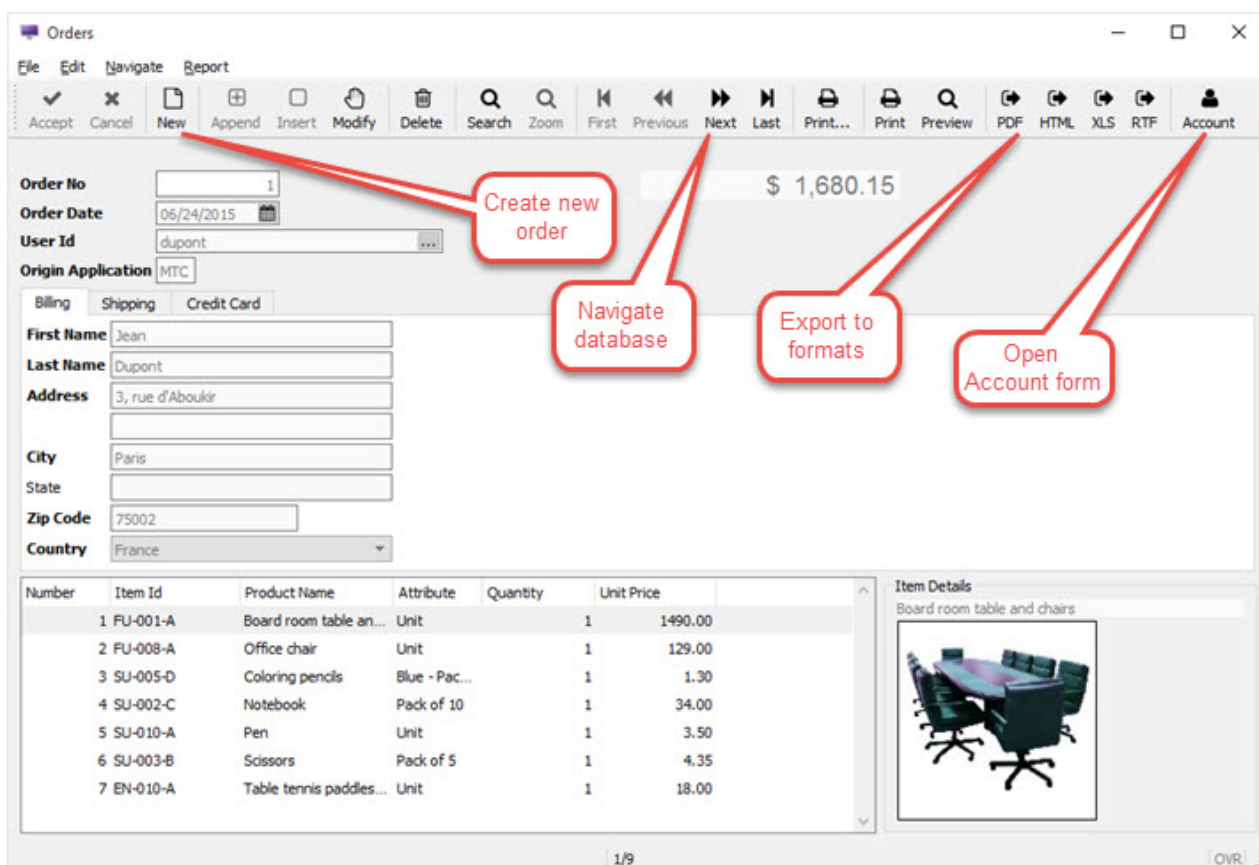 Orders
File Edit Navigate Report
Accept Cancel New Append Insert Modify Delete Search Zoom First Previous Next Last Print... Print Preview PDF HTML XLS RTF Account
Order No 1
$ 1,680.15
Order Date 06/24/2015
User Id dupont ...
Origin Application MTC
Create new
order
Navigate
database
Export to
formats
Open
Account form
Billing Shipping Credit Card
First Name Jean
Last Name Dupont
Address 3, rue d'Aboukir
City Paris
State
Zip Code 75002
Country France
Number Item Id Product Name Attribute Quantity Unit Price
1 FU-001-A Board room table an... Unit 1 1490.00
2 FU-008-A Office chair Unit 1 129.00
3 SU-005-D Coloring pencils Blue - Pac... 1 1.30
4 SU-002-C Notebook Pack of 10 1 34.00
5 SU-010-A Pen Unit 1 3.50
6 SU-003-B Scissors Pack of 5 1 4.35
7 EN-010-A Table tennis paddles... Unit 1 18.00
Item Details
Board room table and chairs
1/9 OVR